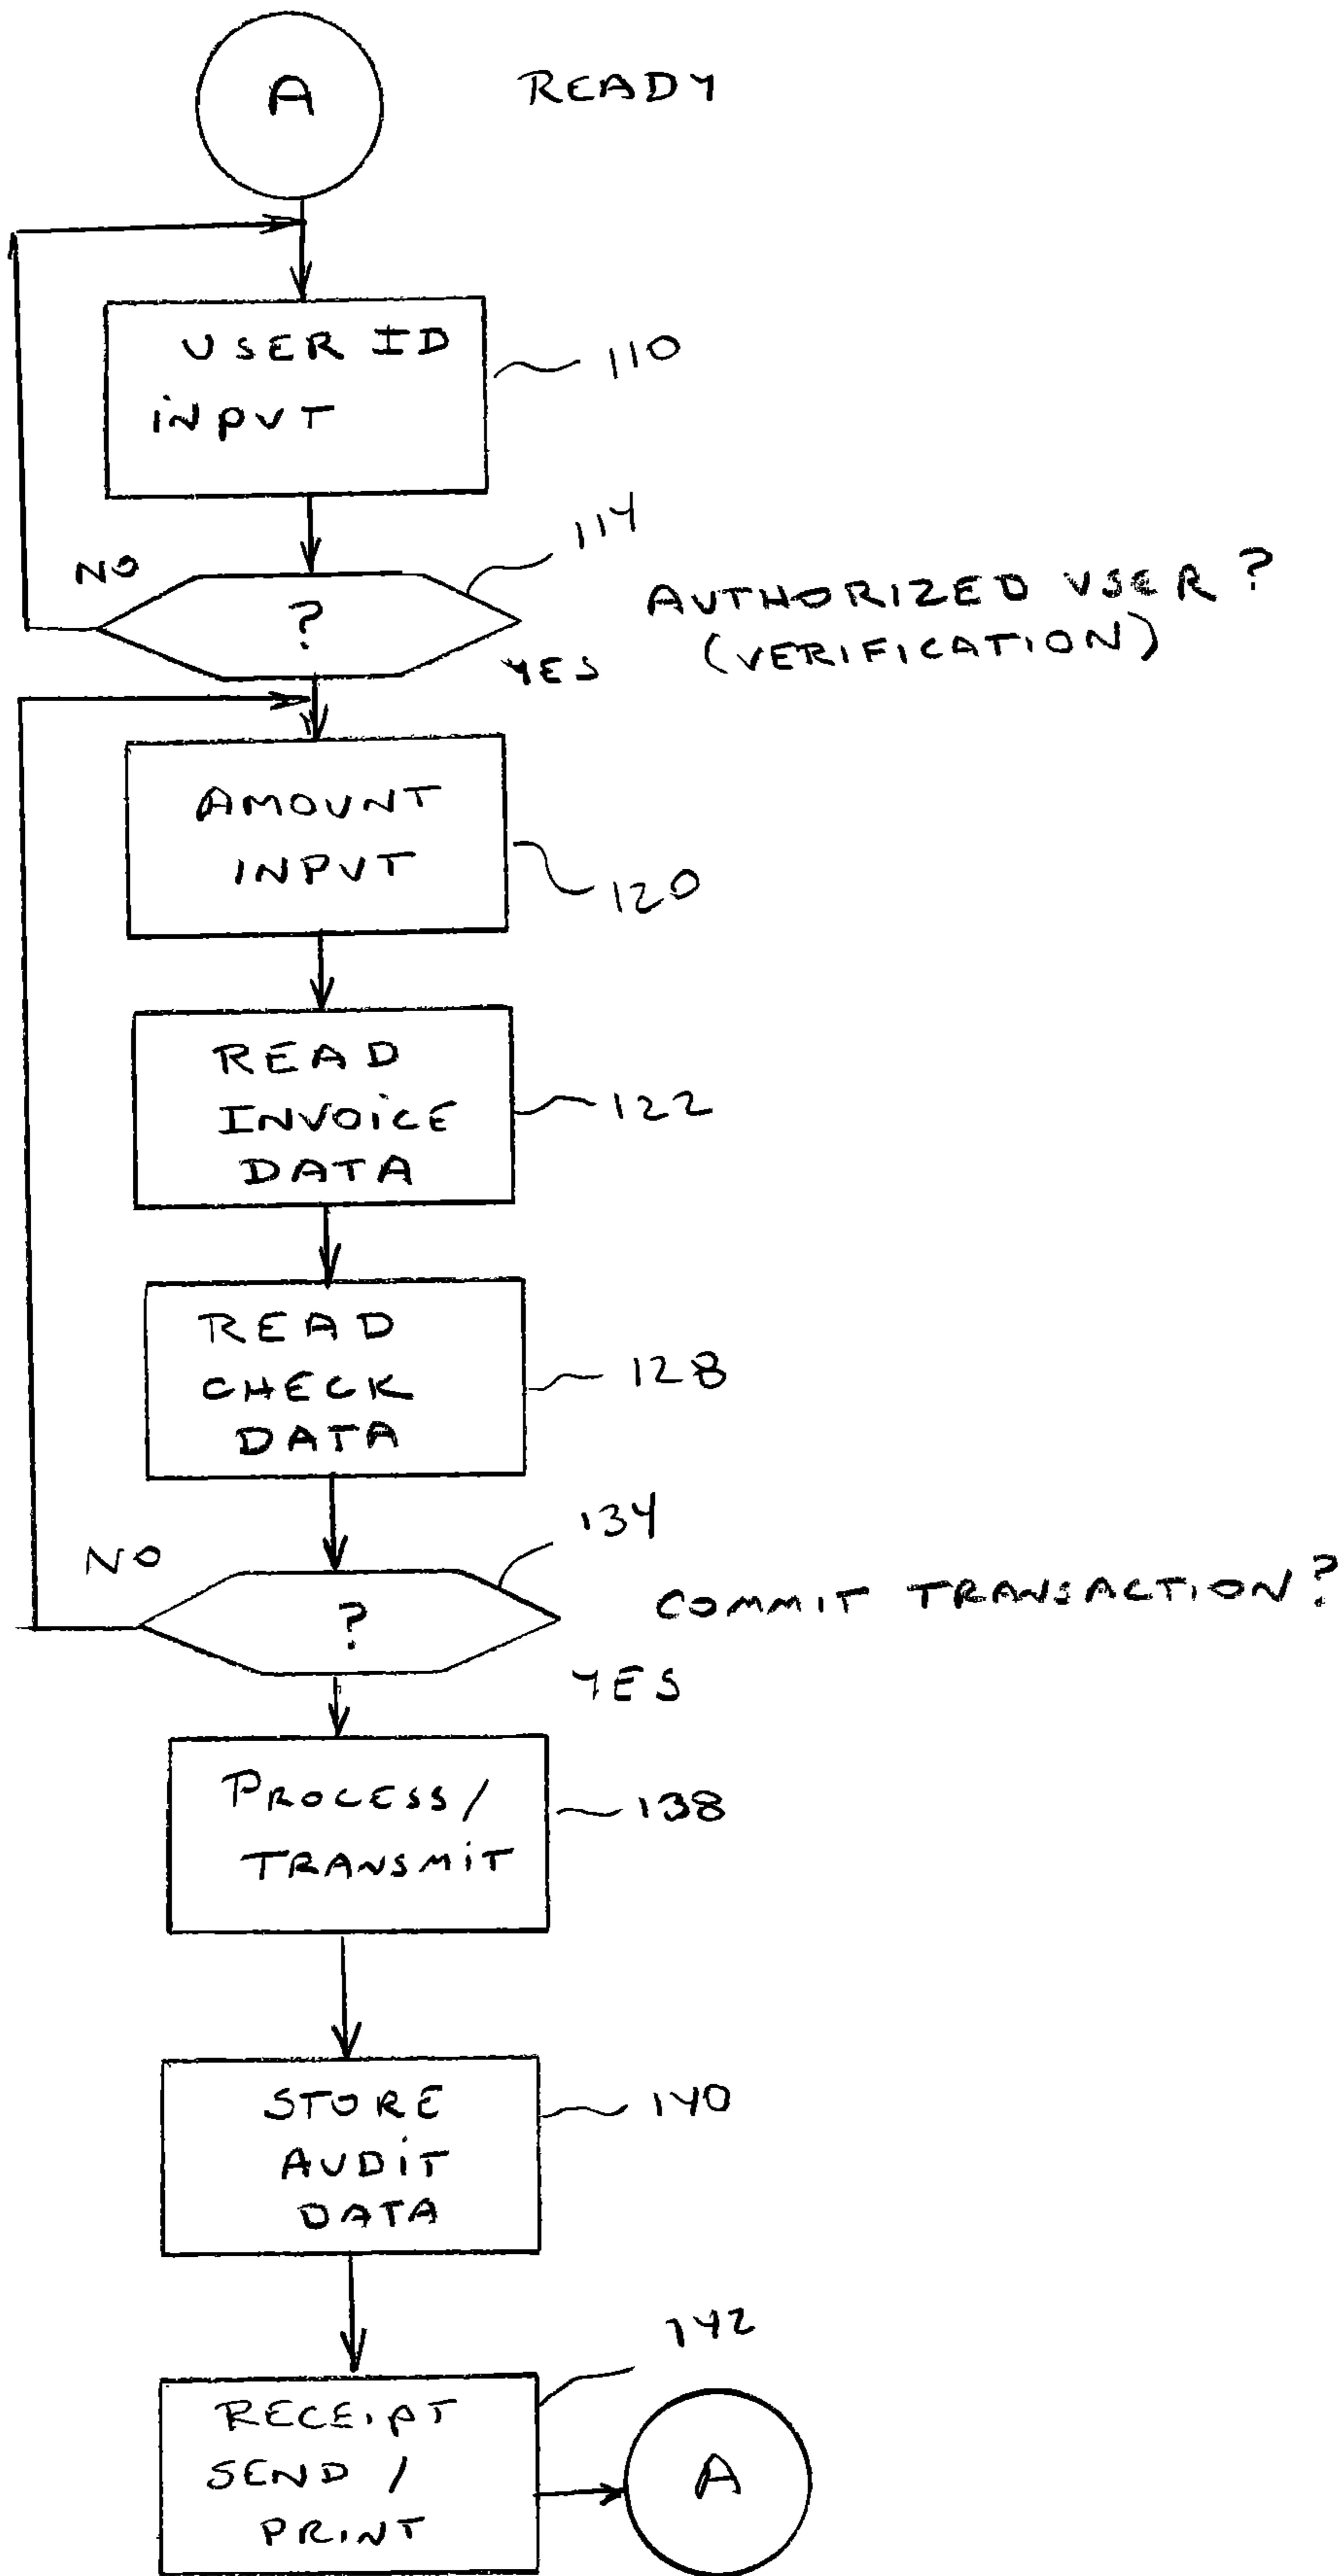 A
READY
USER ID
INPUT
110
114
NO
?
AUTHORIZED USER?
(VERIFICATION)
YES
AMOUNT
INPUT
120
READ
INVOICE
DATA
122
READ
CHECK
DATA
128
134
NO
?
COMMIT TRANSACTION?
YES
PROCESS/
TRANSMIT
138
STORE
AUDIT
DATA
140
142
RECEIPT
SEND /
PRINT
A